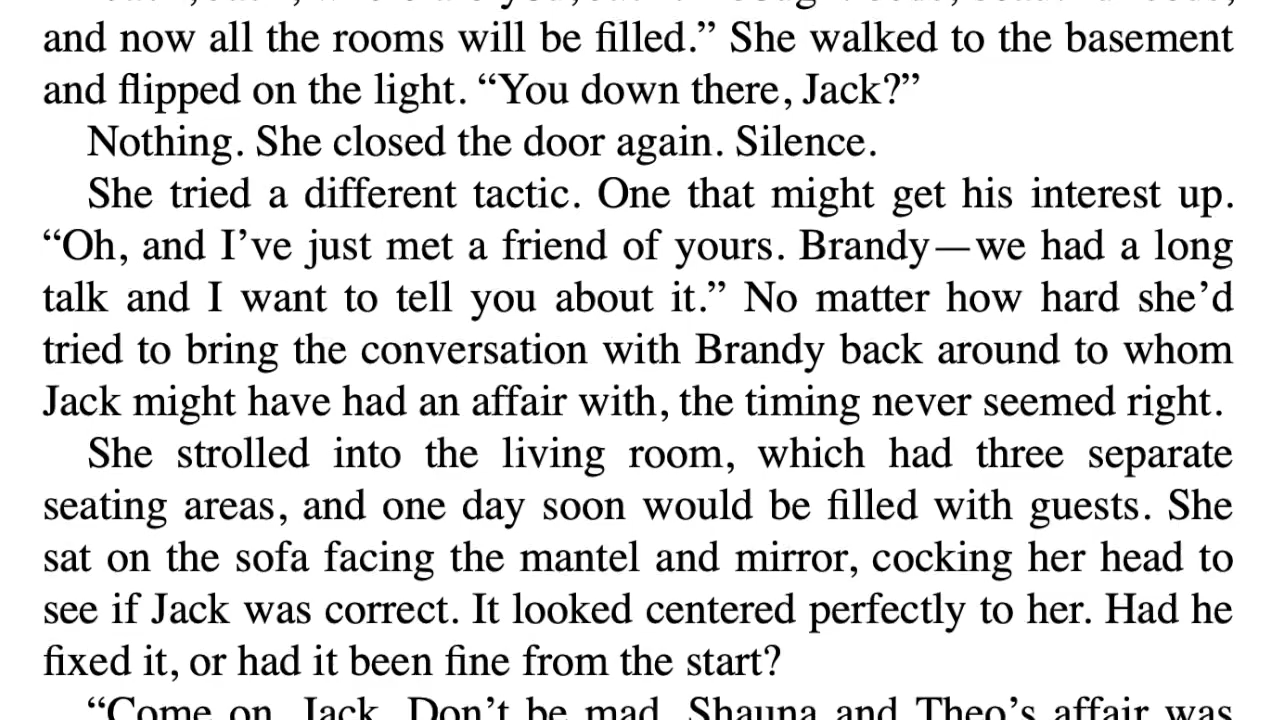 and now all the rooms will be filled.” She walked to the basement
and flipped on the light. “You down there, Jack?”
Nothing. She closed the door again. Silence.
She tried a different tactic. One that might get his interest up.
“Oh, and I’ve just met a friend of yours. Brandy—we had a long
talk and I want to tell you about it.” No matter how hard she’d
tried to bring the conversation with Brandy back around to whom
Jack might have had an affair with, the timing never seemed right.
She strolled into the living room, which had three separate
seating areas, and one day soon would be filled with guests. She
sat on the sofa facing the mantel and mirror, cocking her head to
see if Jack was correct. It looked centered perfectly to her. Had he
fixed it, or had it been fine from the start?
“Come on, Jack. Don’t be mad. Shauna and Theo’s affair was